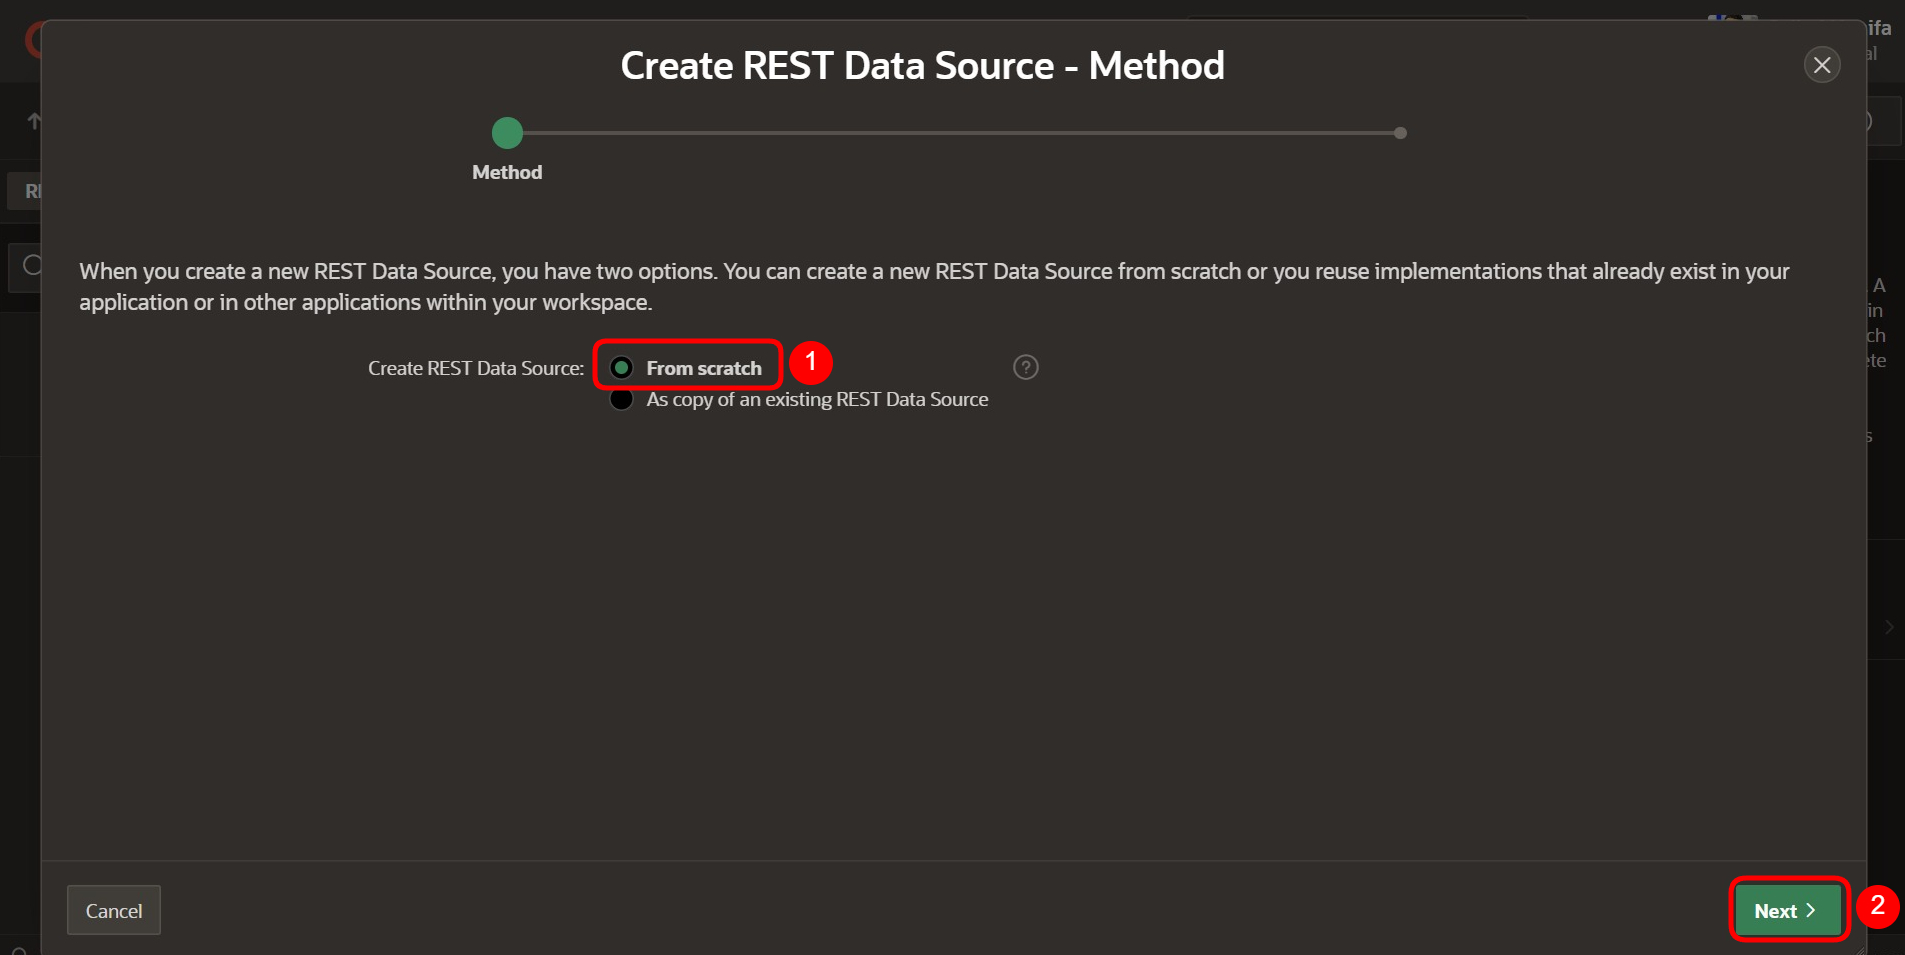 Create REST Data Source - Method
Method
When you create a new REST Data Source, you have two options. You can create a new REST Data Source from scratch or you reuse implementations that already exist in your
application or in other applications within your workspace.
Create REST Data Source: From scratch 1
As copy of an existing REST Data Source
Cancel
Next 2